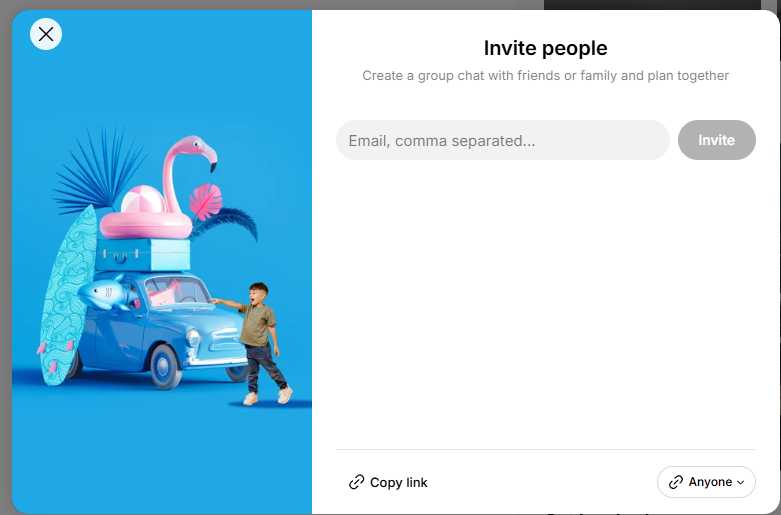 Invite people
Create a group chat with friends or family and plan together
Email, comma separated...
Invite
Copy link
Anyone